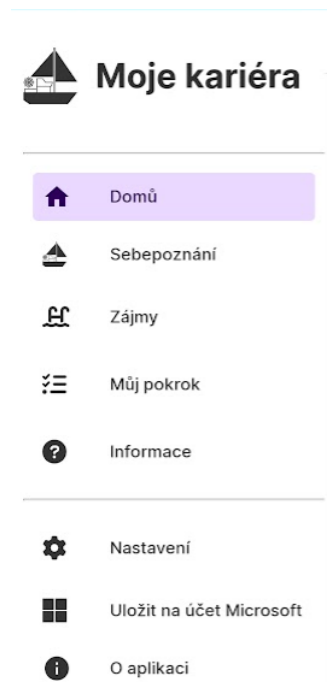 Moje kariéra
Domů
Sebepoznání
Zájmy
Můj pokrok
Informace
Nastavení
Uložit na účet Microsoft
O aplikaci